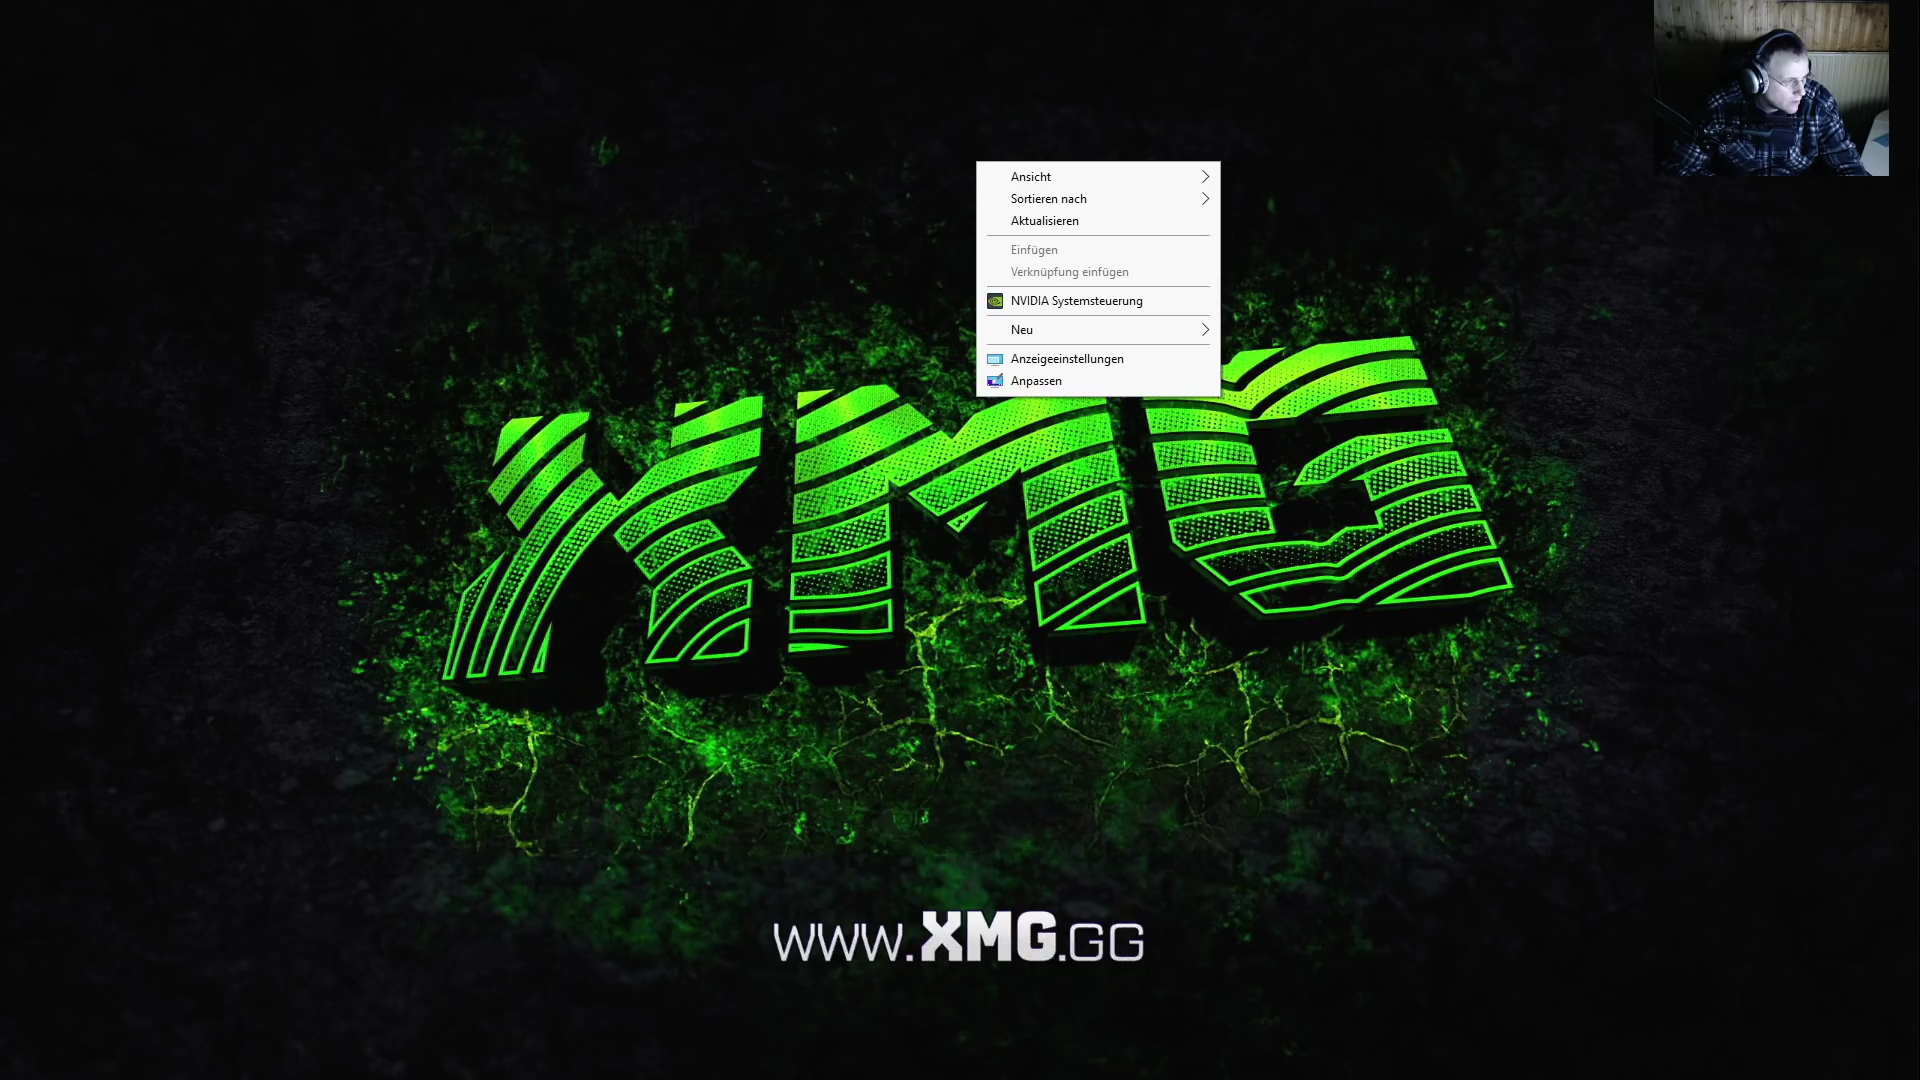 Ansicht
Sortieren nach
Aktualisieren
Einfügen
Verknüpfung einfügen
NVIDIA Systemsteuerung
Neu
Anzeigeeinstellungen
Anpassen
XMG
www.XMG.GG